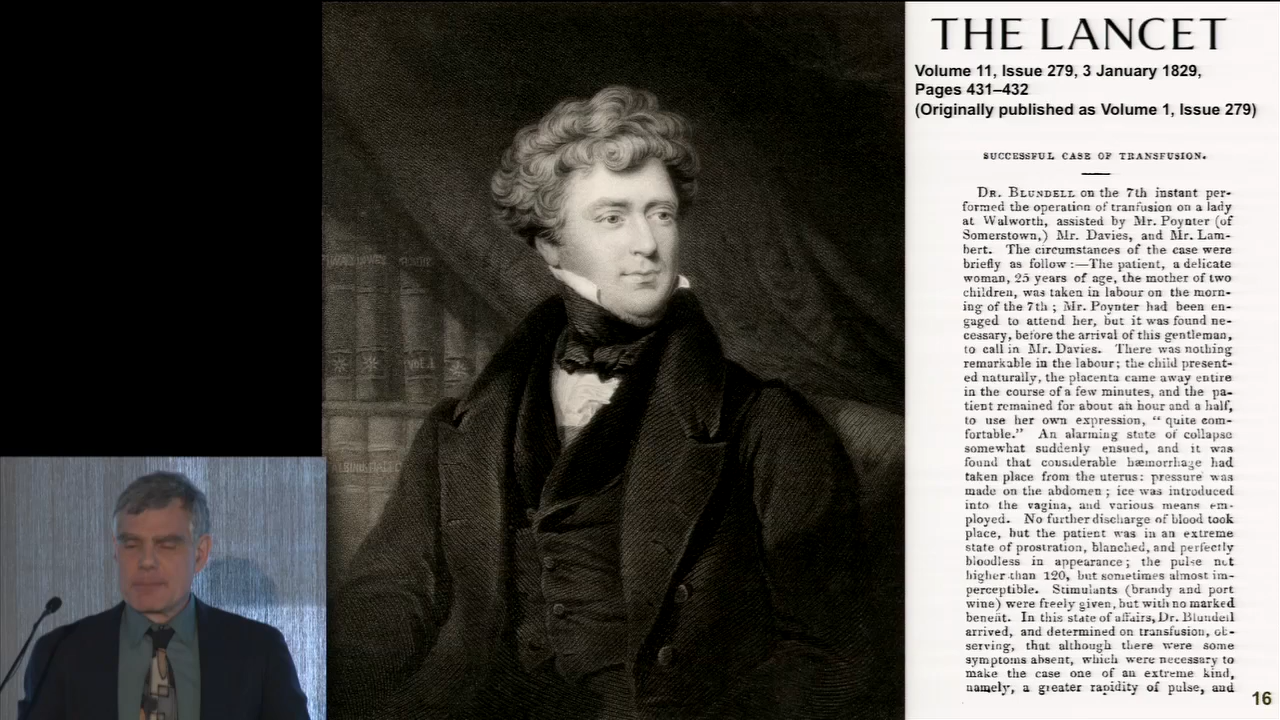 THE LANCET
Volume 11, Issue 279, 3 January 1829,
Pages 431–432
(Originally published as Volume 1, Issue 279)
SUCCESSFUL CASE OF TRANSFUSION.
DR. BLUNDELL on the 7th instant per-
formed the operation of tranfusion on a lady
at Walworth, assisted by Mr. Poynter (of
Somerstown,) Mr. Davies, and Mr. Lam-
bert. The circumstances of the case were
briefly as follow :—The patient, a delicate
woman, 25 years of age, the mother of two
children, was taken in labour on the morn-
ing of the 7th ; Mr. Poynter had been en-
gaged to attend her, but it was found ne-
cessary, before the arrival of this gentleman,
to call in Mr. Davies. There was nothing
remarkable in the labour ; the child present-
ed naturally, the placenta came away entire
in the course of a few minutes, and the pa-
tient remained for about an hour and a half,
to use her own expression, “ quite com-
fortable.” An alarming state of collapse
somewhat suddenly ensued, and it was
found that considerable hæmorrhage had
taken place from the uterus : pressure was
made on the abdomen ; ice was introduced
into the vagina, and various means em-
ployed. No further discharge of blood took
place, but the patient was in an extreme
state of prostration, blanched, and perfectly
bloodless in appearance ; the pulse not
higher than 120, but sometimes almost im-
perceptible. Stimulants (brandy and port
wine) were freely given, but with no marked
benefit. In this state of affairs, Dr. Blundell
arrived, and determined on transfusion, ob-
serving, that although there were some
symptoms absent, which were necessary to
make the case one of an extreme kind,
namely, a greater rapidity of pulse, and
16